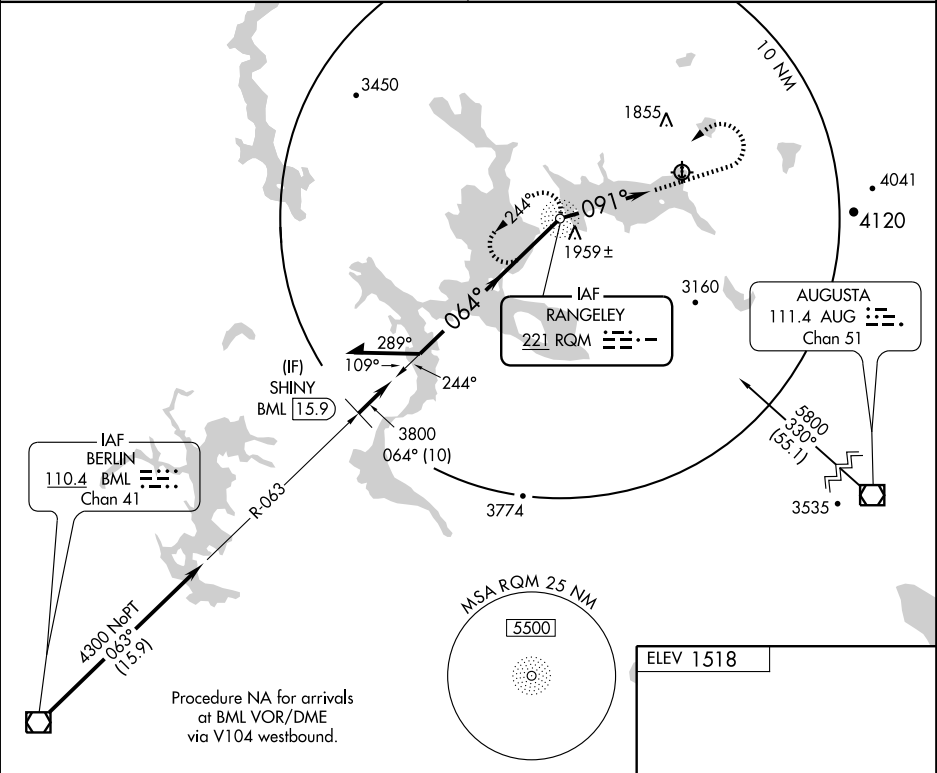 10 NM
3450
1855
4041
4120
244°
091°
1959 ±
3160
IAF
RANGELEY
221 RQM
AUGUSTA
111.4 AUG
Chan 51
064°
289°
109°
244°
(IF)
SHINY
BML 15.9
3800
064° (10)
5800
330°
(55.1)
IAF
BERLIN
110.4 BML
Chan 41
R-063
3774
3535
4300 NoPT
063°
(15.9)
MSA RQM 25 NM
5500
ELEV 1518
Procedure NA for arrivals
at BML VOR/DME
via V104 westbound.